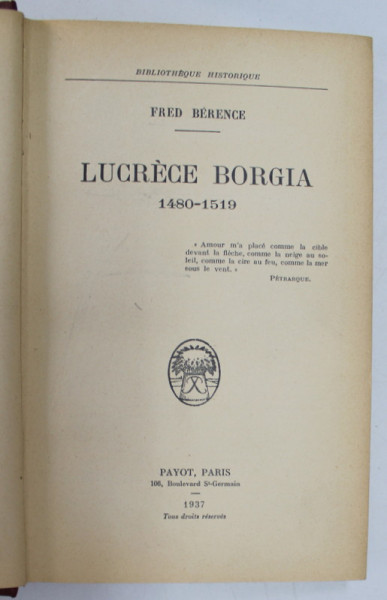 BIBLIOTHÈQUE HISTORIQUE
FRED BÉRENCE
LUCRÈCE BORGIA
1480-1519
« Amour m'a placé comme la cible
devant la flèche, comme la neige au so-
leil, comme la cire au feu, comme la mer
sous le vent. »
PÉTRARQUE.
PAYOT, PARIS
106, Boulevard St-Germain
1937
Tous droits réservés